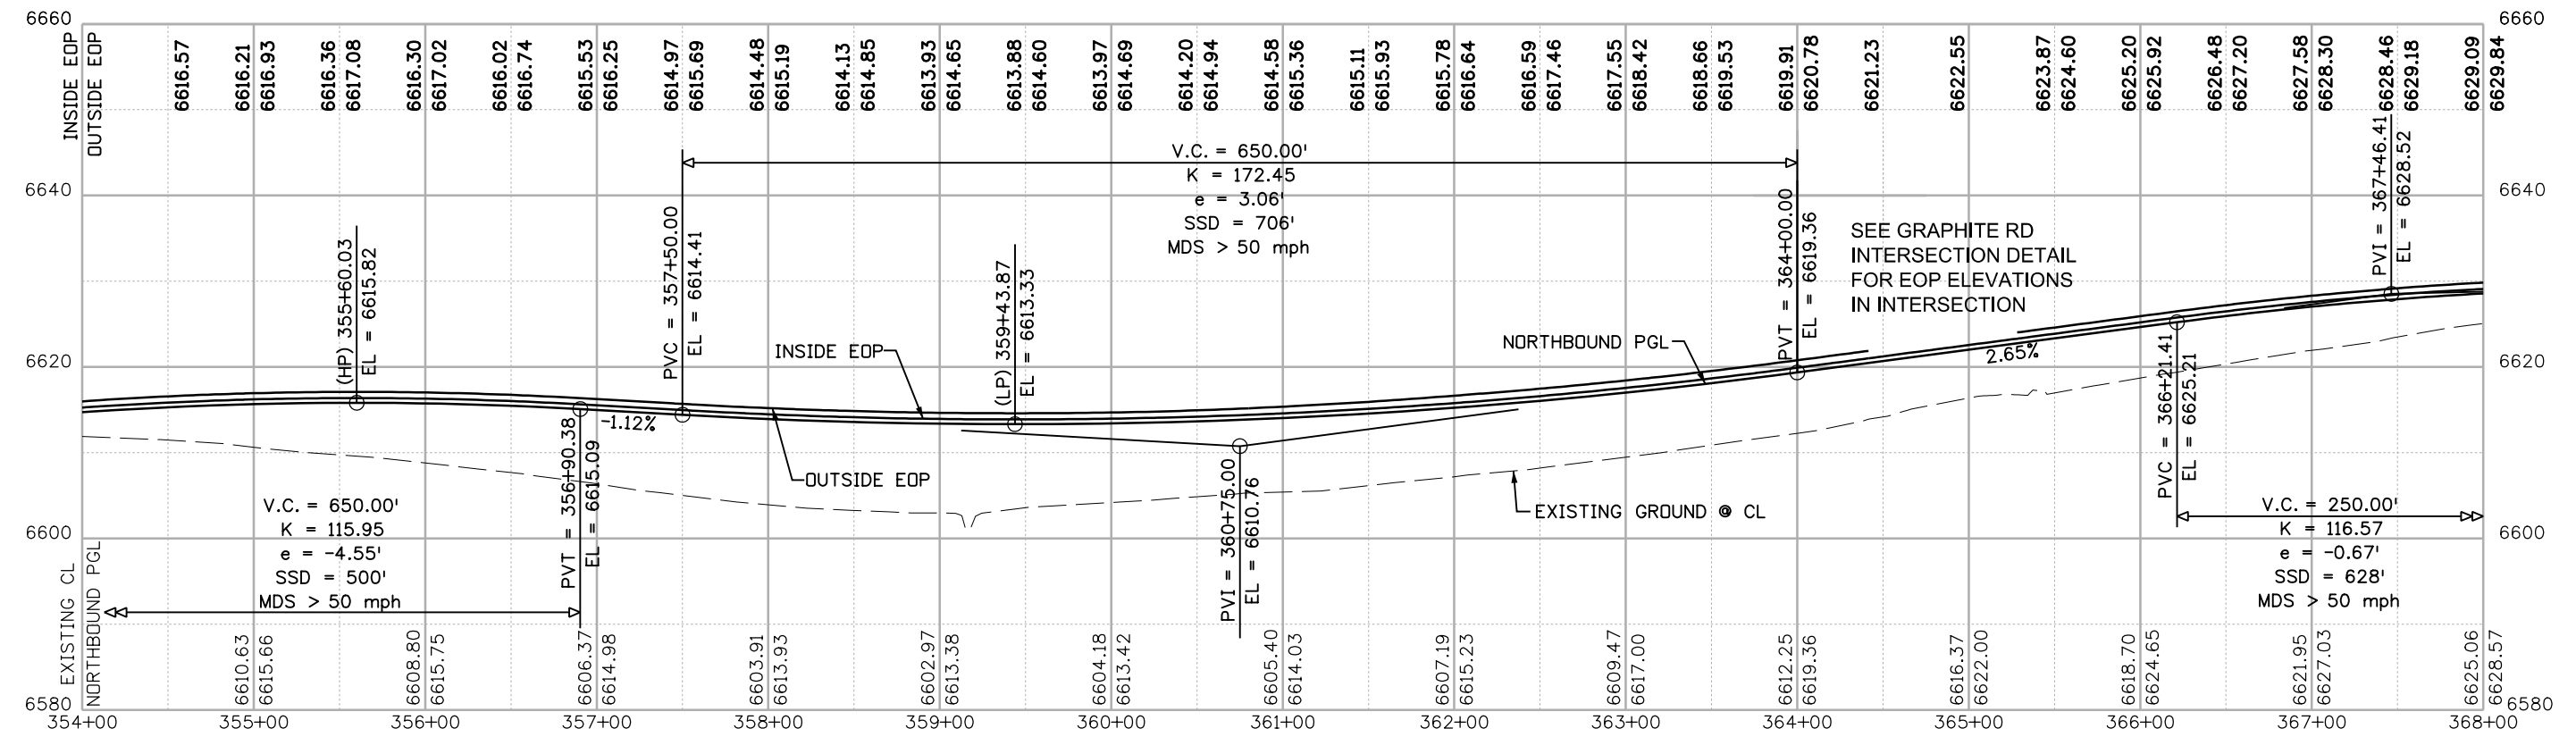 6660
6660
INSIDE EOP
OUTSIDE EOP
6616.57
6616.21
6616.93
6616.36
6617.08
6616.30
6617.02
6616.02
6616.74
6615.53
6616.25
6614.97
6615.69
6614.48
6615.19
6614.13
6614.85
6613.93
6614.65
6613.88
6614.60
6613.97
6614.69
6614.20
6614.94
6614.58
6615.36
6615.11
6615.93
6615.78
6616.64
6616.59
6617.46
6617.55
6618.42
6618.66
6619.53
6619.91
6620.78
6621.23
6622.55
6623.87
6624.60
6625.20
6625.92
6626.48
6627.20
6627.58
6628.30
6628.46
6629.18
6629.09
6629.84
V.C. = 650.00'
K = 172.45
e = 3.06'
SSD = 706'
MDS > 50 mph
6640
6640
(HP) 355+60.03
EL = 6615.82
PVC = 357+50.00
EL = 6614.41
(LP) 359+43.87
EL = 6613.33
PVT = 364+00.00
EL = 6619.36
SEE GRAPHITE RD
INTERSECTION DETAIL
FOR EOP ELEVATIONS
IN INTERSECTION
PVI = 367+46.41
EL = 6628.52
INSIDE EOP
NORTHBOUND PGL
2.65%
6620
6620
-1.12%
OUTSIDE EOP
EXISTING GROUND @ CL
PVT = 356+90.38
EL = 6615.09
PVI = 360+75.00
EL = 6610.76
PVC = 366+21.41
EL = 6625.21
V.C. = 650.00'
K = 115.95
e = -4.55'
SSD = 500'
MDS > 50 mph
V.C. = 250.00'
K = 116.57
e = -0.67'
SSD = 628'
MDS > 50 mph
6600
6600
EXISTING CL
NORTHBOUND PGL
6610.63
6615.66
6608.80
6615.75
6606.37
6614.98
6603.91
6613.93
6602.97
6613.38
6604.18
6613.42
6605.40
6614.03
6607.19
6615.23
6609.47
6617.00
6612.25
6619.36
6616.37
6622.00
6618.70
6624.65
6621.95
6627.03
6625.06
6628.57
6580
6580
354+00 355+00 356+00 357+00 358+00 359+00 360+00 361+00 362+00 363+00 364+00 365+00 366+00 367+00 368+00